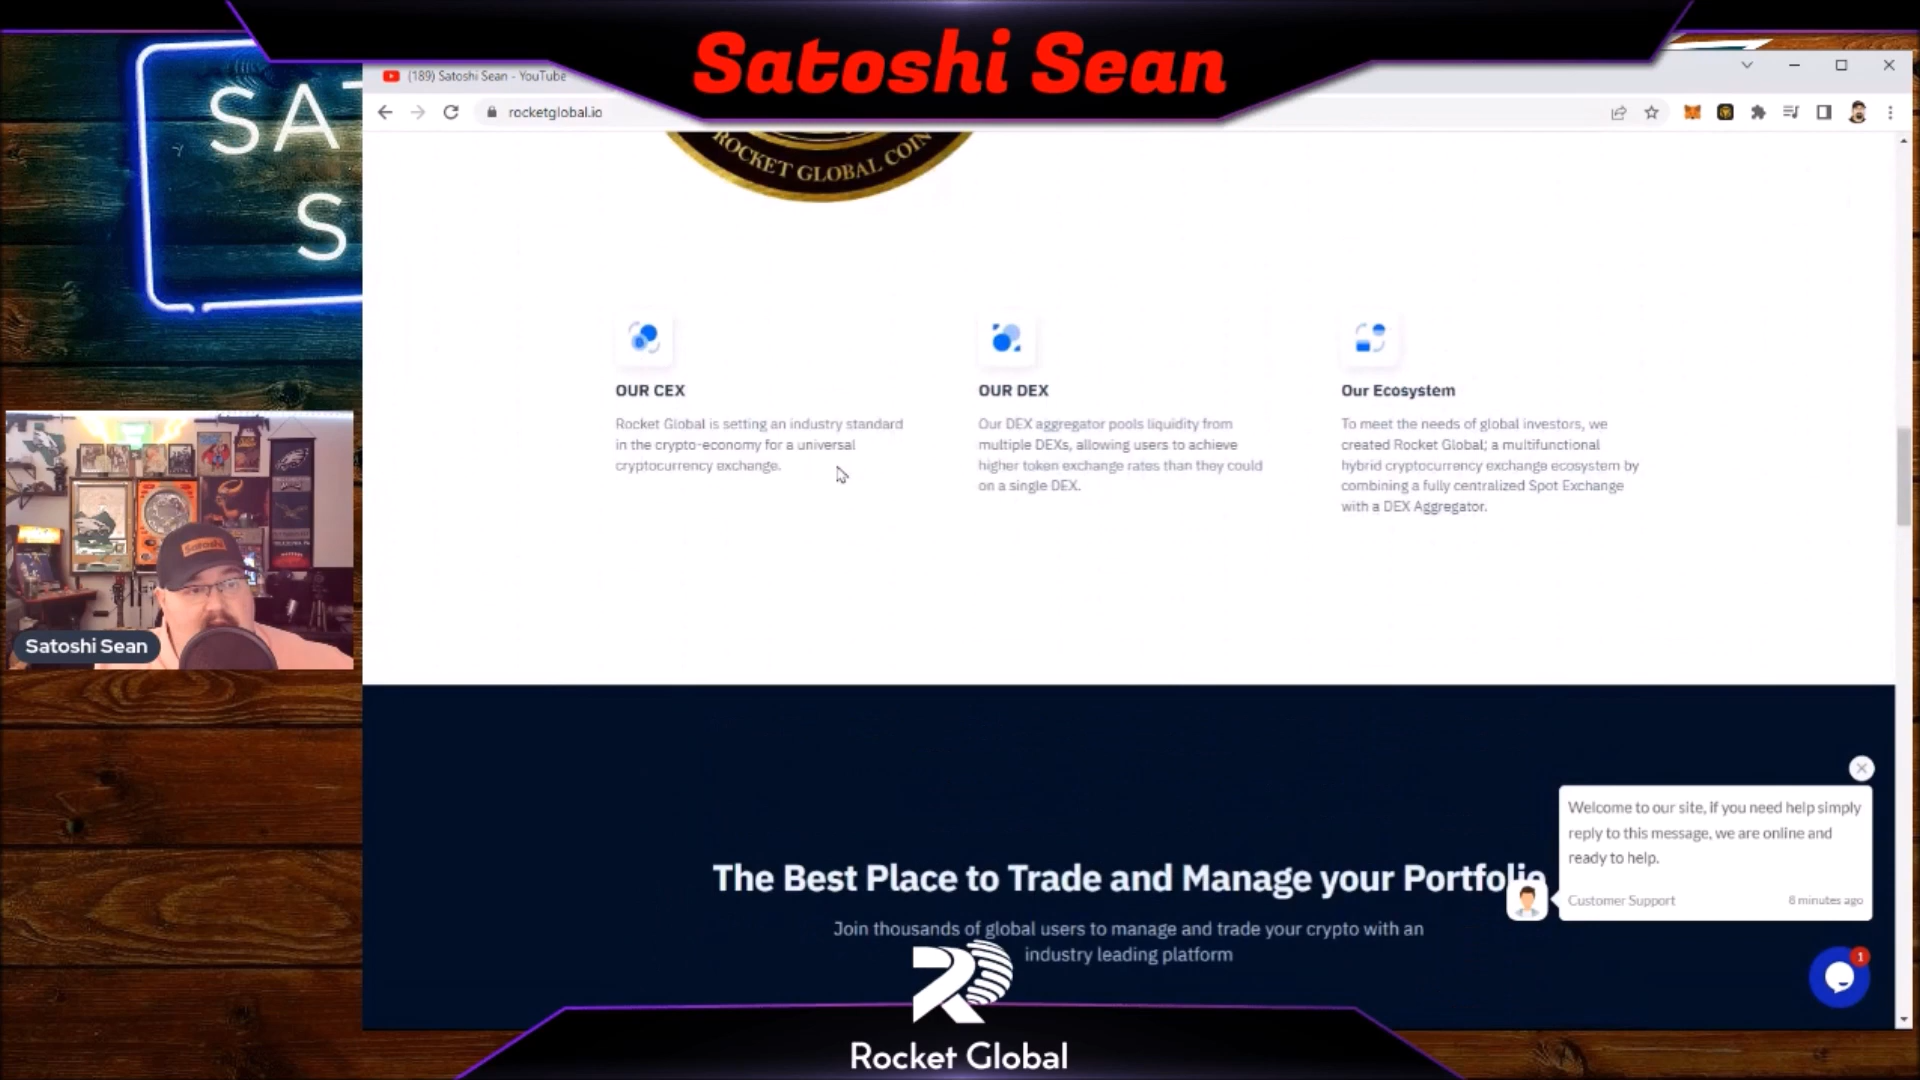 Satoshi Sean
SAT
S
(189) Satoshi Sean - YouTube
rocketglobal.io
ROCKET GLOBAL COIN
OUR CEX
Rocket Global is setting an industry standard
in the crypto-economy for a universal
cryptocurrency exchange.
OUR DEX
Our DEX aggregator pools liquidity from
multiple DEXs, allowing users to achieve
higher token exchange rates than they could
on a single DEX.
Our Ecosystem
To meet the needs of global investors, we
created Rocket Global; a multifunctional
hybrid cryptocurrency exchange ecosystem by
combining a fully centralized Spot Exchange
with a DEX Aggregator.
Satoshi
Satoshi Sean
The Best Place to Trade and Manage your Portfolio
Join thousands of global users to manage and trade your crypto with an
industry leading platform
Welcome to our site, if you need help simply
reply to this message, we are online and
ready to help.
Customer Support
8 minutes ago
1
Rocket Global